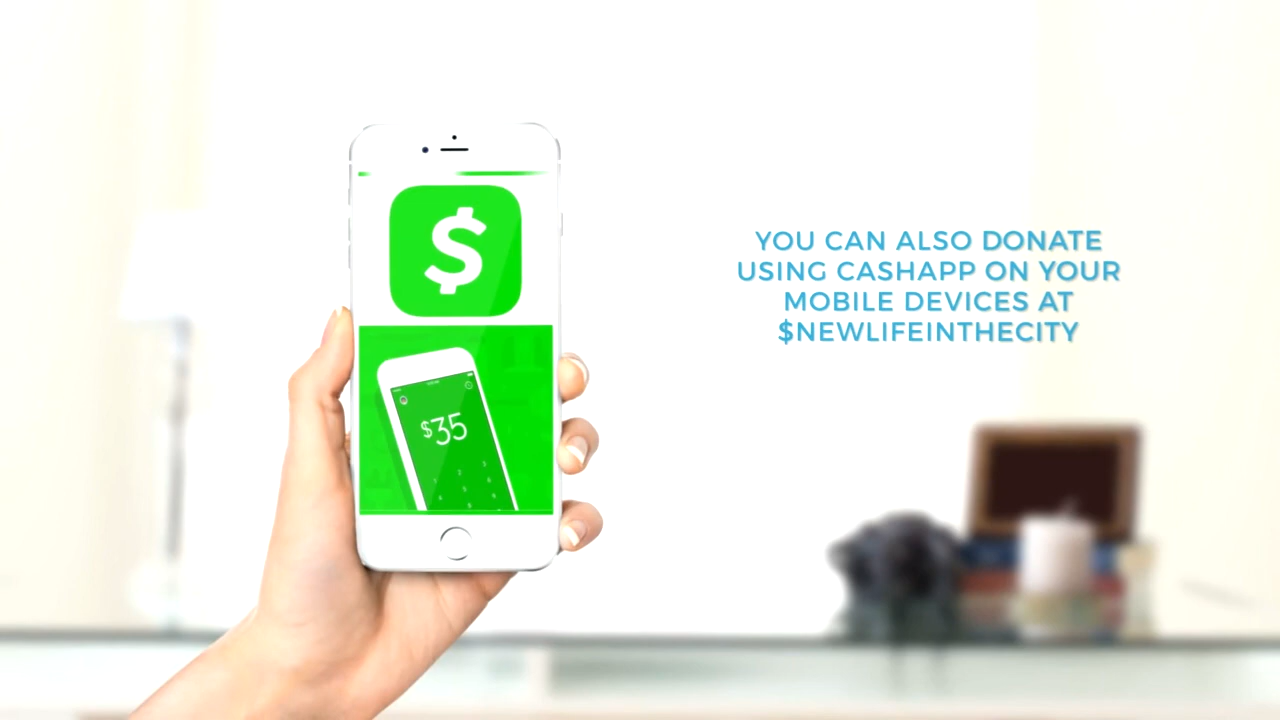 $
$35
YOU CAN ALSO DONATE
USING CASHAPP ON YOUR
MOBILE DEVICES AT
$NEWLIFEINTHECITY